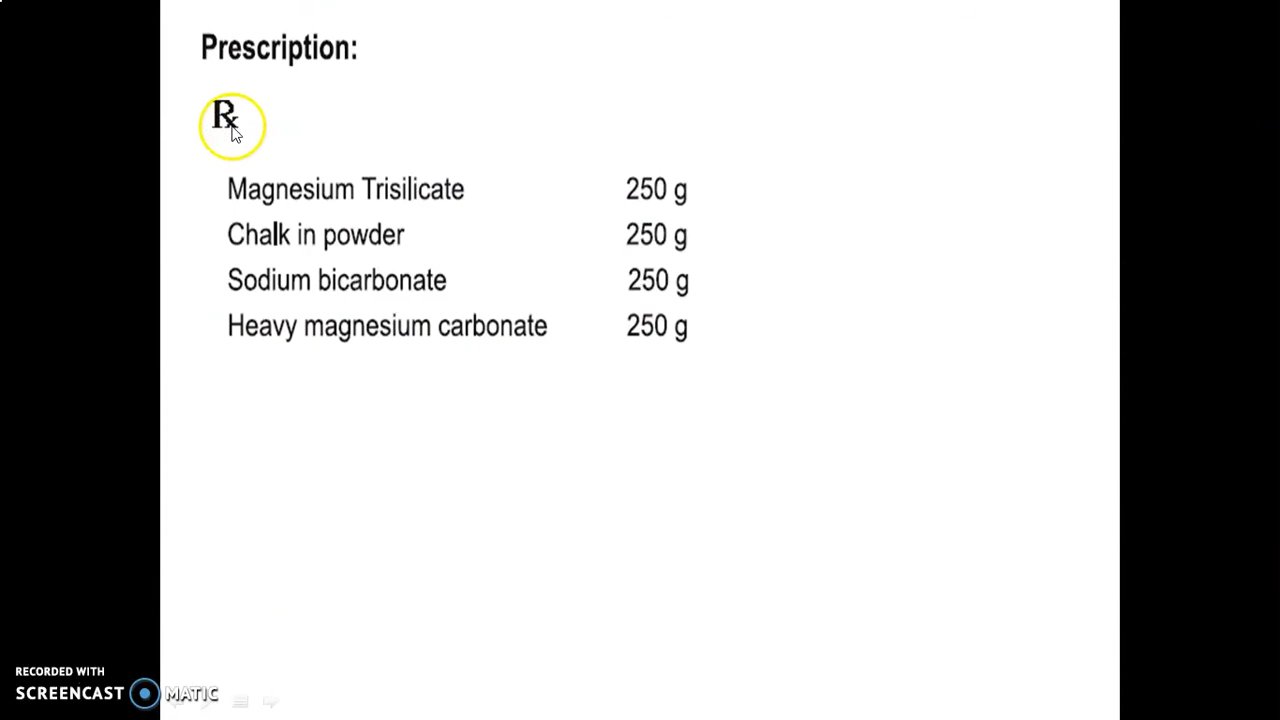 Prescription:
℞
Magnesium Trisilicate 250 g
Chalk in powder 250 g
Sodium bicarbonate 250 g
Heavy magnesium carbonate 250 g
RECORDED WITH
SCREENCAST MATIC